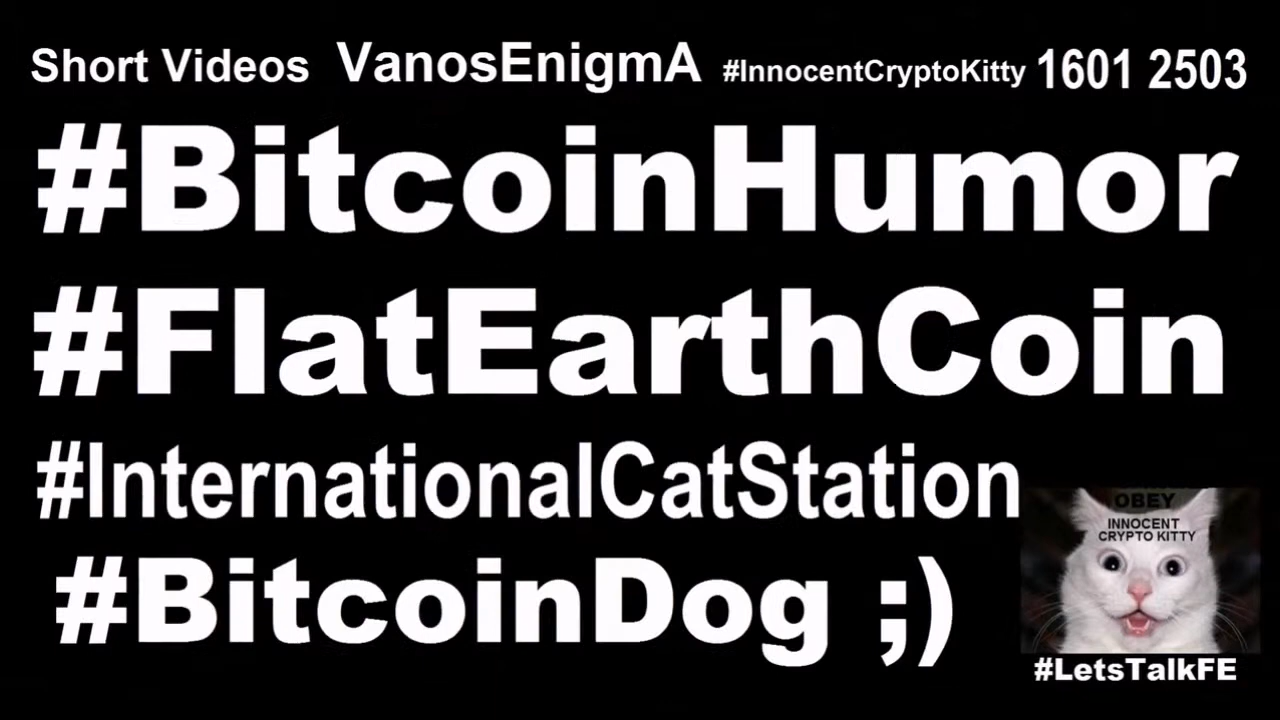 Short Videos VanosEnigmA #InnocentCryptoKitty 1601 2503
#BitcoinHumor
#FlatEarthCoin
#InternationalCatStation
#BitcoinDog ;)
OBEY
INNOCENT
CRYPTO KITTY
#LetsTalkFE